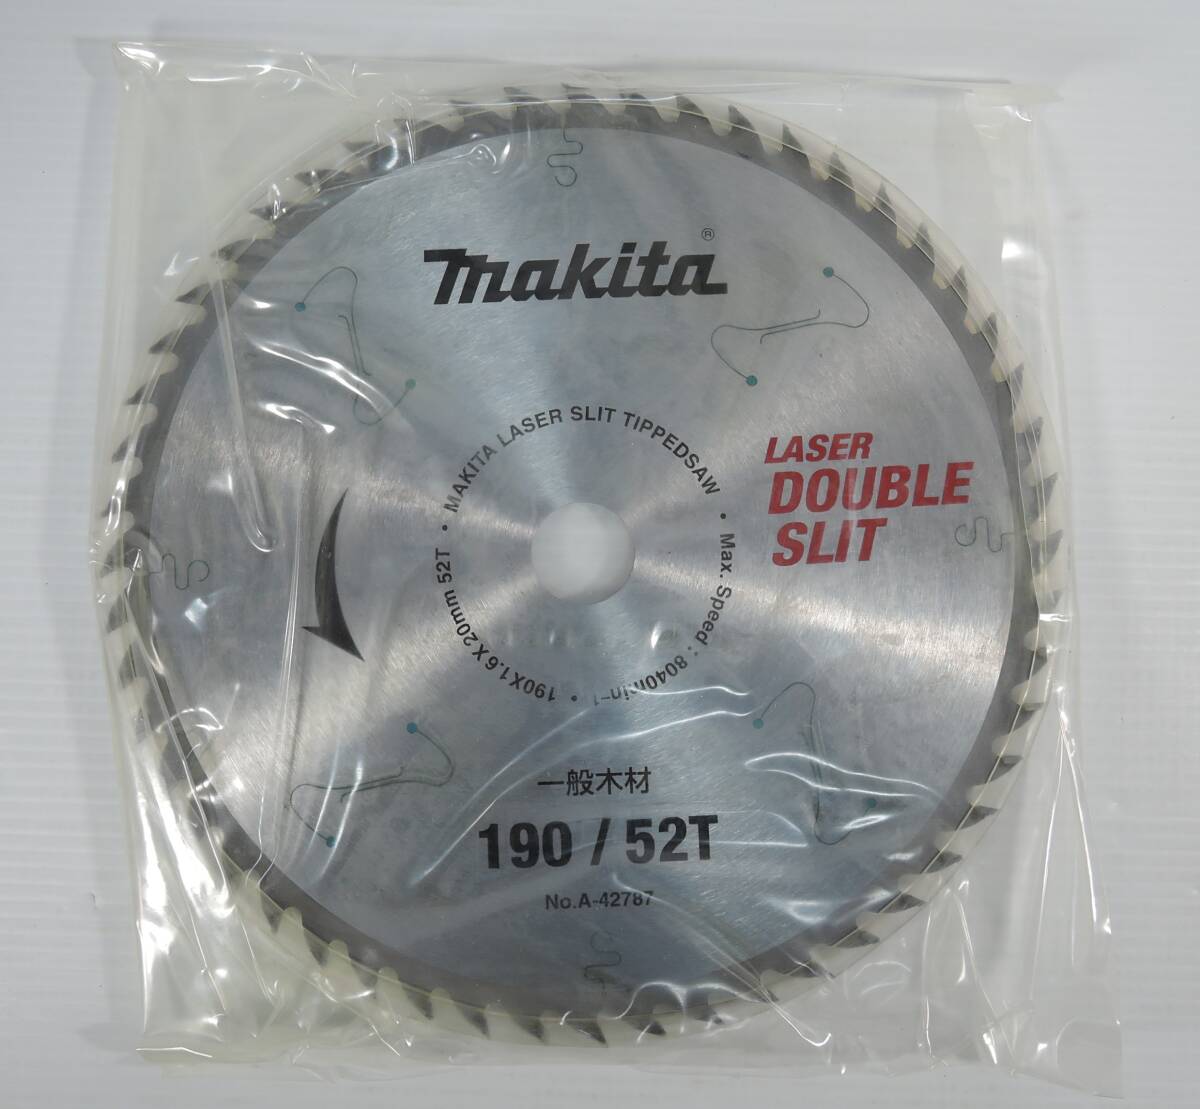 makita®
LASER
DOUBLE
SLIT
• MAKITA LASER SLIT TIPPEDSAW • Max. Speed : 8040min⁻¹ • 190X1.6X20mm 52T
一般木材
190 / 52T
No.A-42787